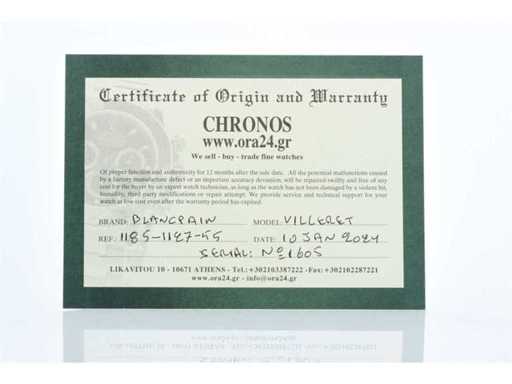 Certificate of Origin and Warranty
CHRONOS
www.ora24.gr
We sell - buy - trade fine watches
Of proper function and authenticity for 12 months after the sale date. All the potential malfunctions caused
by a factory manufacture defect or an important accuracy deviation, will be repaired swiftly and free of any
cost for the buyer by an expert watch technician, as long as the watch has not been damaged by a violent hit,
humidity, third party modifications or repair attempt. We provide service and technical support for your
watch at low cost even after the warranty period has expired.
BRAND: BLANCPAIN MODEL: VILLERET
REF.: 1185-1127-55 DATE: 10 JAN 2024
SERIAL: Nº 1605
LIKAVITOU 10 - 10671 ATHENS - Tel.: +302103387222 - Fax: +302102287221
www.ora24.gr - info@ora24.gr